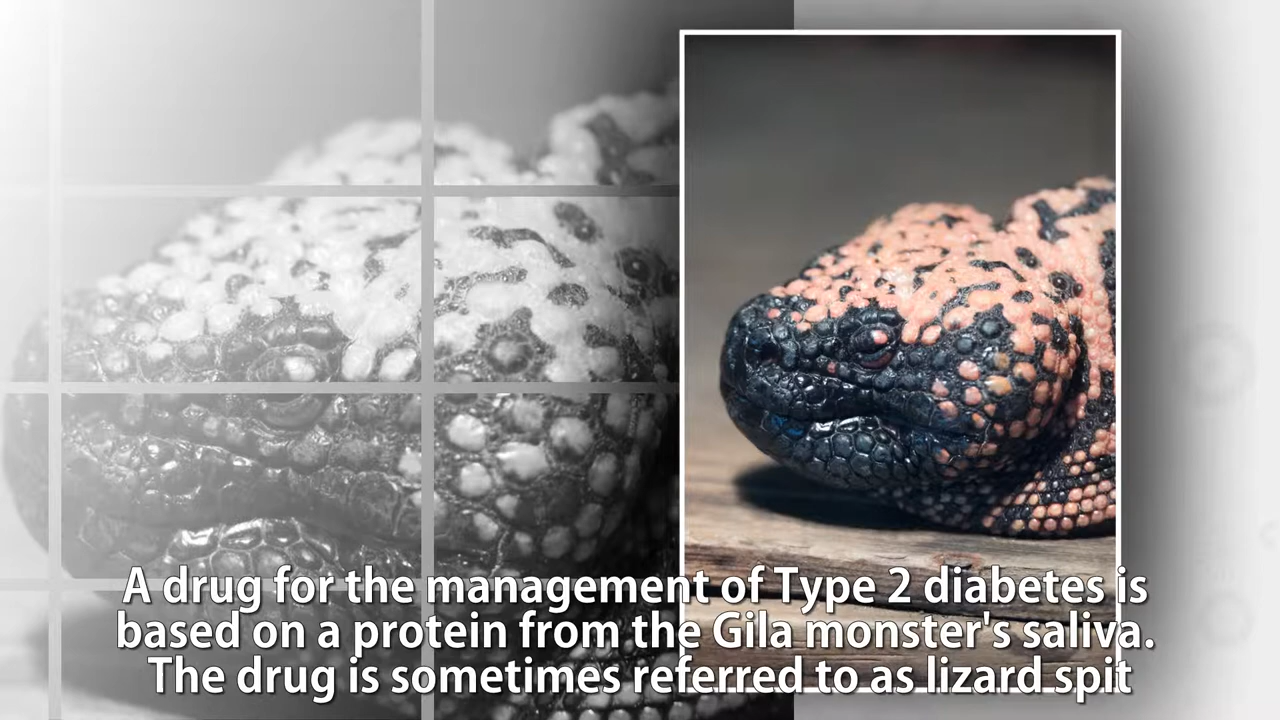 A drug for the management of Type 2 diabetes is
based on a protein from the Gila monster's saliva.
The drug is sometimes referred to as lizard spit